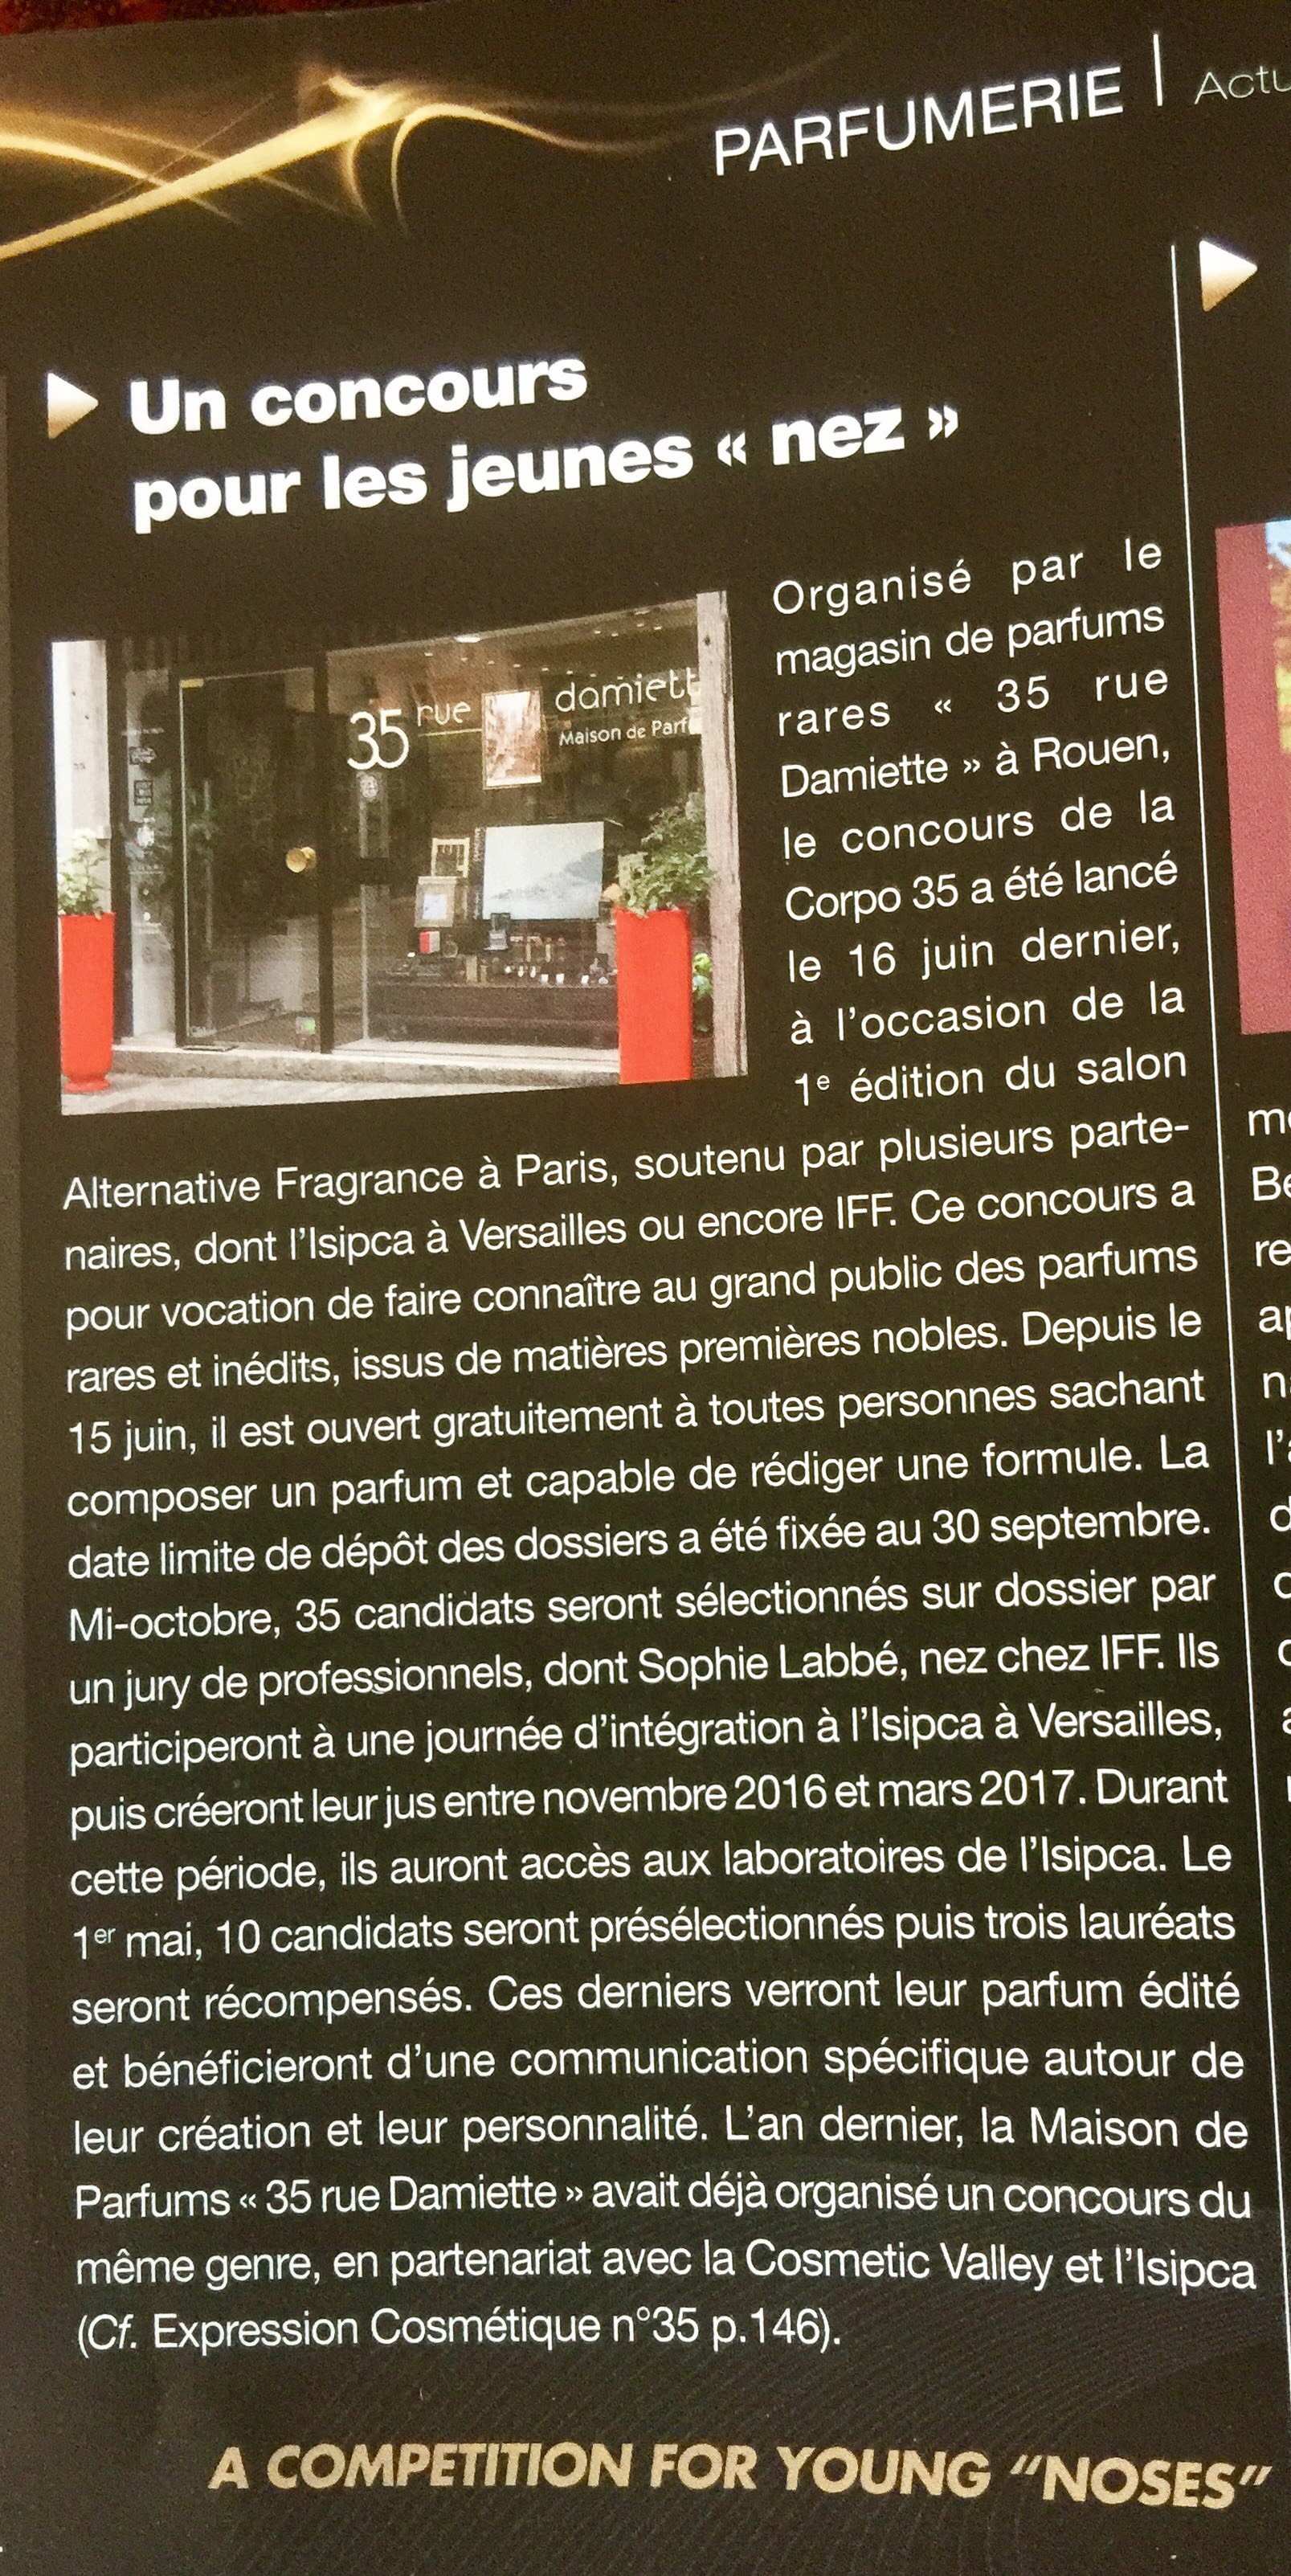 PARFUMERIE | Actu
Un concours
pour les jeunes « nez »
35 rue damiett
Maison de Parf
Organisé par le
magasin de parfums
rares « 35 rue
Damiette » à Rouen,
le concours de la
Corpo 35 a été lancé
le 16 juin dernier,
à l'occasion de la
1e édition du salon
Alternative Fragrance à Paris, soutenu par plusieurs parte-
naires, dont l'Isipca à Versailles ou encore IFF. Ce concours a
pour vocation de faire connaître au grand public des parfums
rares et inédits, issus de matières premières nobles. Depuis le
15 juin, il est ouvert gratuitement à toutes personnes sachant
composer un parfum et capable de rédiger une formule. La
date limite de dépôt des dossiers a été fixée au 30 septembre.
Mi-octobre, 35 candidats seront sélectionnés sur dossier par
un jury de professionnels, dont Sophie Labbé, nez chez IFF. Ils
participeront à une journée d'intégration à l'Isipca à Versailles,
puis créeront leur jus entre novembre 2016 et mars 2017. Durant
cette période, ils auront accès aux laboratoires de l'Isipca. Le
1er mai, 10 candidats seront présélectionnés puis trois lauréats
seront récompensés. Ces derniers verront leur parfum édité
et bénéficieront d'une communication spécifique autour de
leur création et leur personnalité. L'an dernier, la Maison de
Parfums « 35 rue Damiette » avait déjà organisé un concours du
même genre, en partenariat avec la Cosmetic Valley et l'Isipca
(Cf. Expression Cosmétique n°35 p.146).
A COMPETITION FOR YOUNG "NOSES"